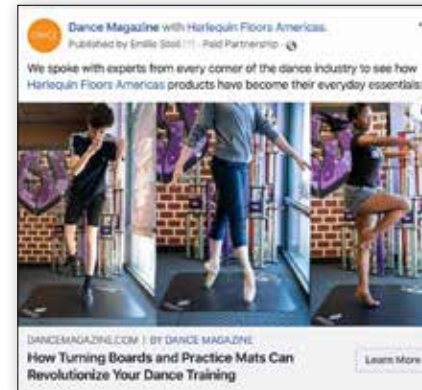 DANCE
Dance Magazine with Harlequin Floors Americas.
Published by Emilie · Paid Partnership ·
We spoke with experts from every corner of the dance industry to see how
Harlequin Floors Americas products have become their everyday essentials:
DANCEMAGAZINE.COM | BY DANCE MAGAZINE
How Turning Boards and Practice Mats Can
Revolutionize Your Dance Training
Learn More